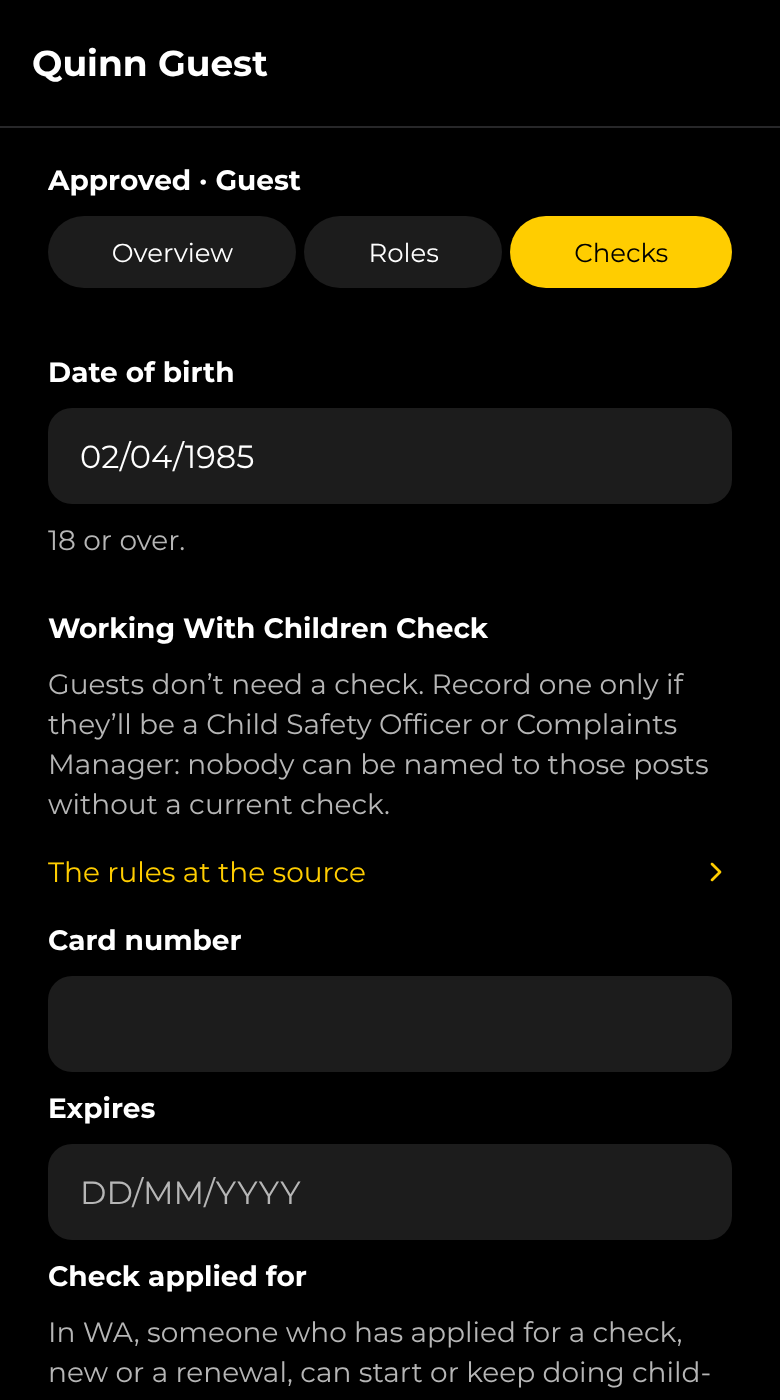 Quinn Guest
Approved · Guest
Overview
Roles
Checks
Date of birth
02/04/1985
18 or over.
Working With Children Check
Guests don’t need a check. Record one only if
they’ll be a Child Safety Officer or Complaints
Manager: nobody can be named to those posts
without a current check.
The rules at the source
Card number
Expires
DD/MM/YYYY
Check applied for
In WA, someone who has applied for a check,
new or a renewal, can start or keep doing child-